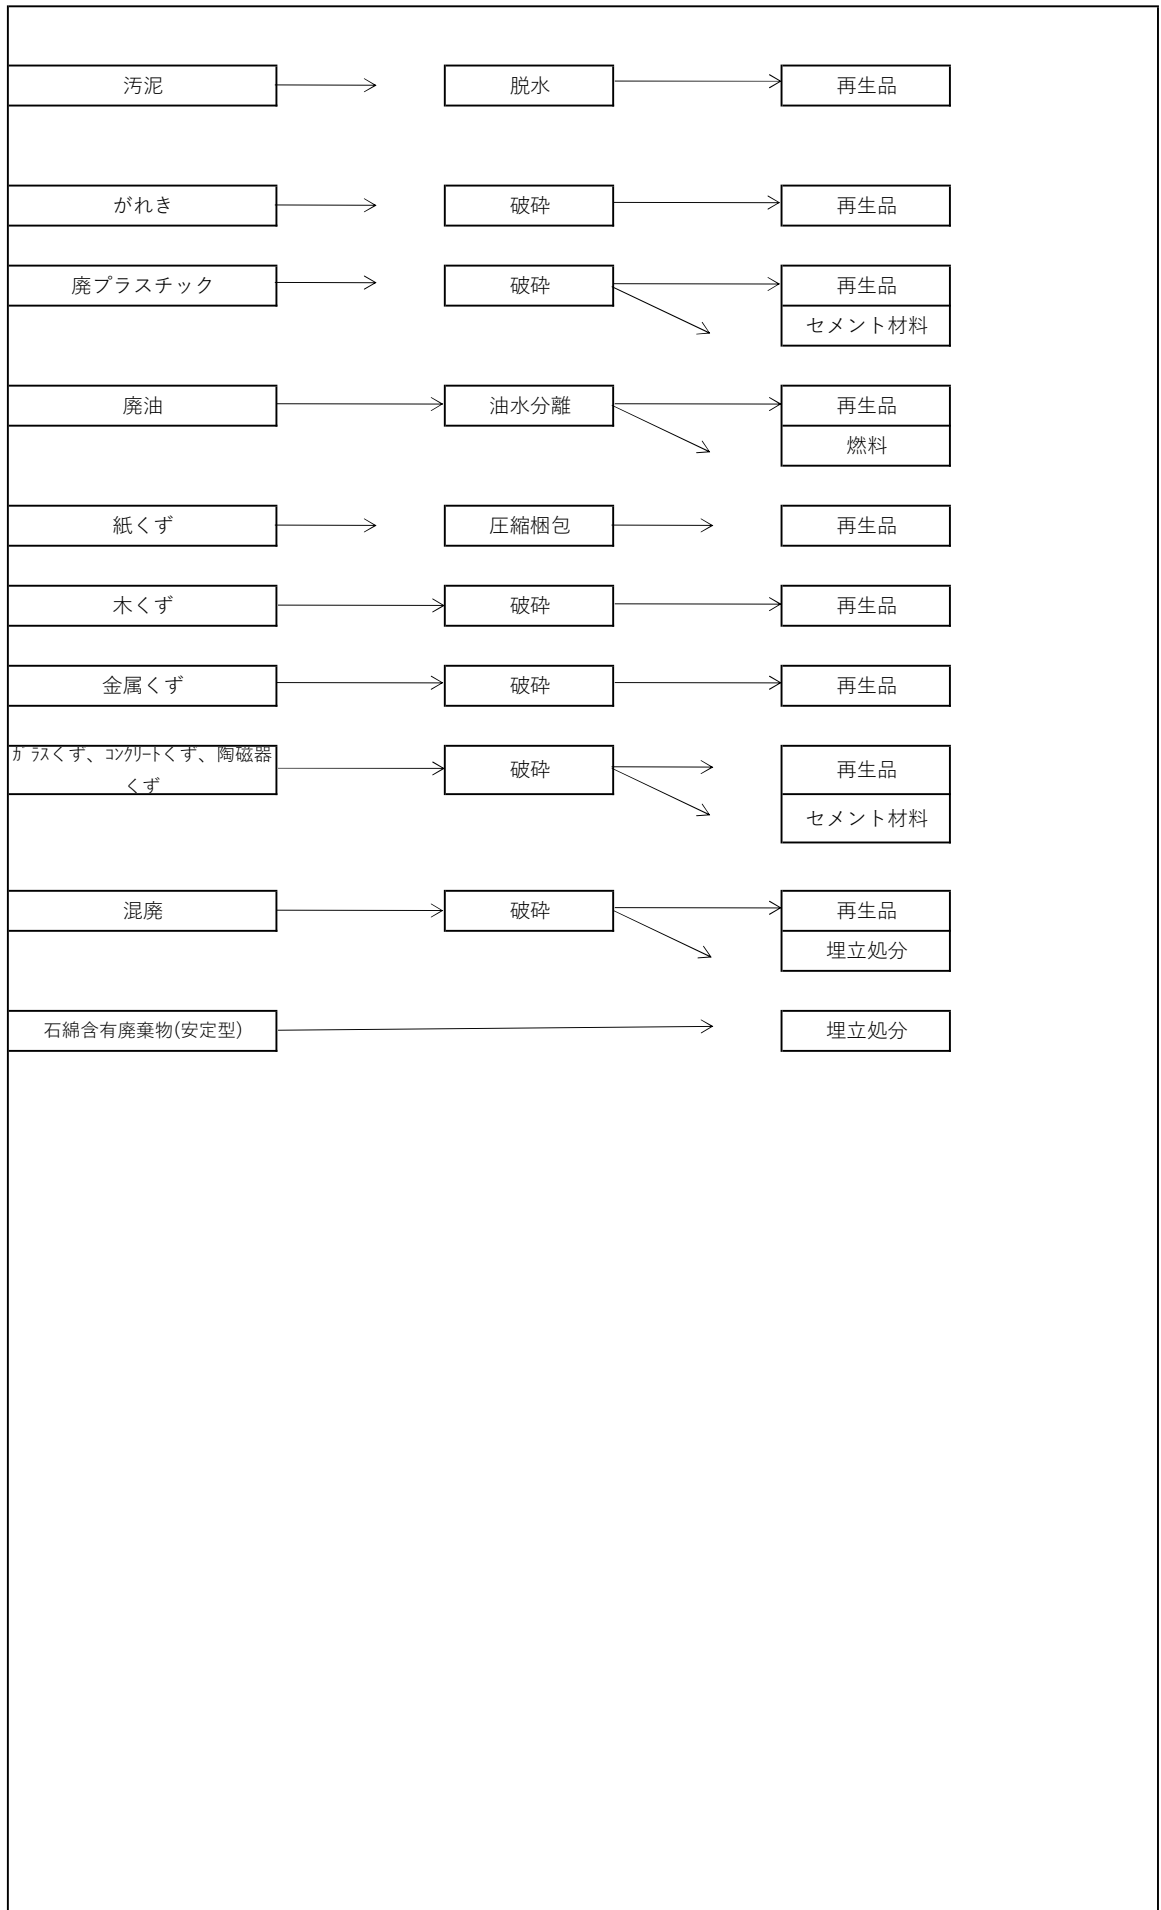 汚泥 脱水 再生品
がれき 破砕 再生品
廃プラスチック 破砕 再生品
セメント材料
廃油 油水分離 再生品
燃料
紙くず 圧縮梱包 再生品
木くず 破砕 再生品
金属くず 破砕 再生品
ｶﾞﾗｽくず、ｺﾝｸﾘｰﾄくず、陶磁器
くず
破砕 再生品
セメント材料
混廃 破砕 再生品
埋立処分
石綿含有廃棄物(安定型) 埋立処分